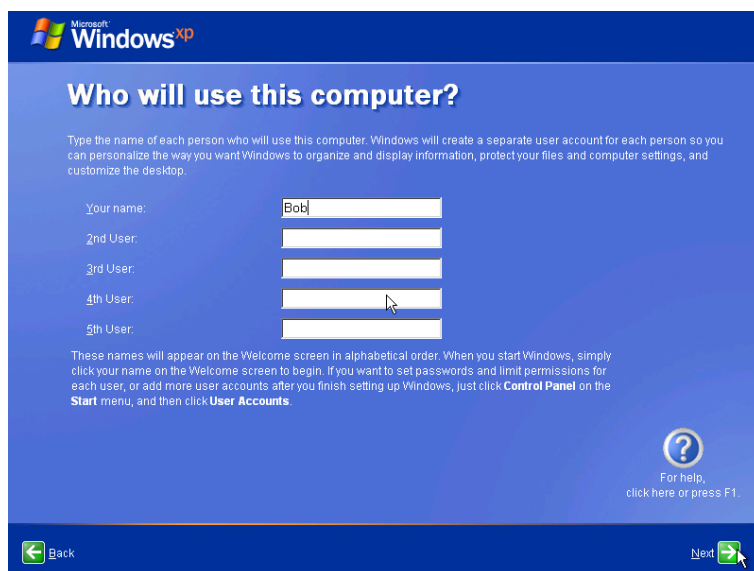 Microsoft®
Windows xp
Who will use this computer?
Type the name of each person who will use this computer. Windows will create a separate user account for each person so you
can personalize the way you want Windows to organize and display information, protect your files and computer settings, and
customize the desktop.
Your name: Bob
2nd User:
3rd User:
4th User:
5th User:
These names will appear on the Welcome screen in alphabetical order. When you start Windows, simply
click your name on the Welcome screen to begin. If you want to set passwords and limit permissions for
each user, or add more user accounts after you finish setting up Windows, just click Control Panel on the
Start menu, and then click User Accounts.
?
For help,
click here or press F1.
Back
Next